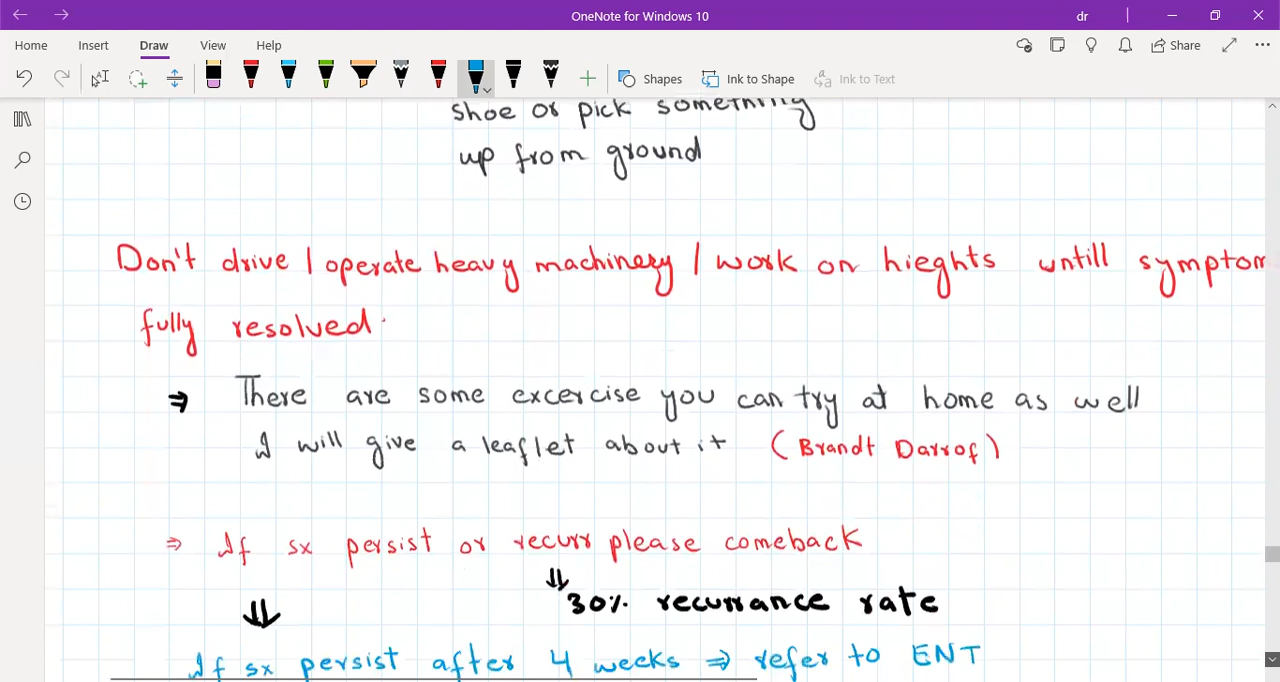 OneNote for Windows 10
dr
Home Insert Draw View Help
Share
Shapes
Ink to Shape
Ink to Text
shoe or pick something
up from ground
Don't drive / operate heavy machinery / work on hieghts untill symptom
fully resolved.
⇒ There are some excercise you can try at home as well
I will give a leaflet about it (Brandt Darrof)
⇒ If sx persist or recurr please comeback
⇓
30% recurrance rate
⇓
If sx persist after 4 weeks ⇒ refer to ENT